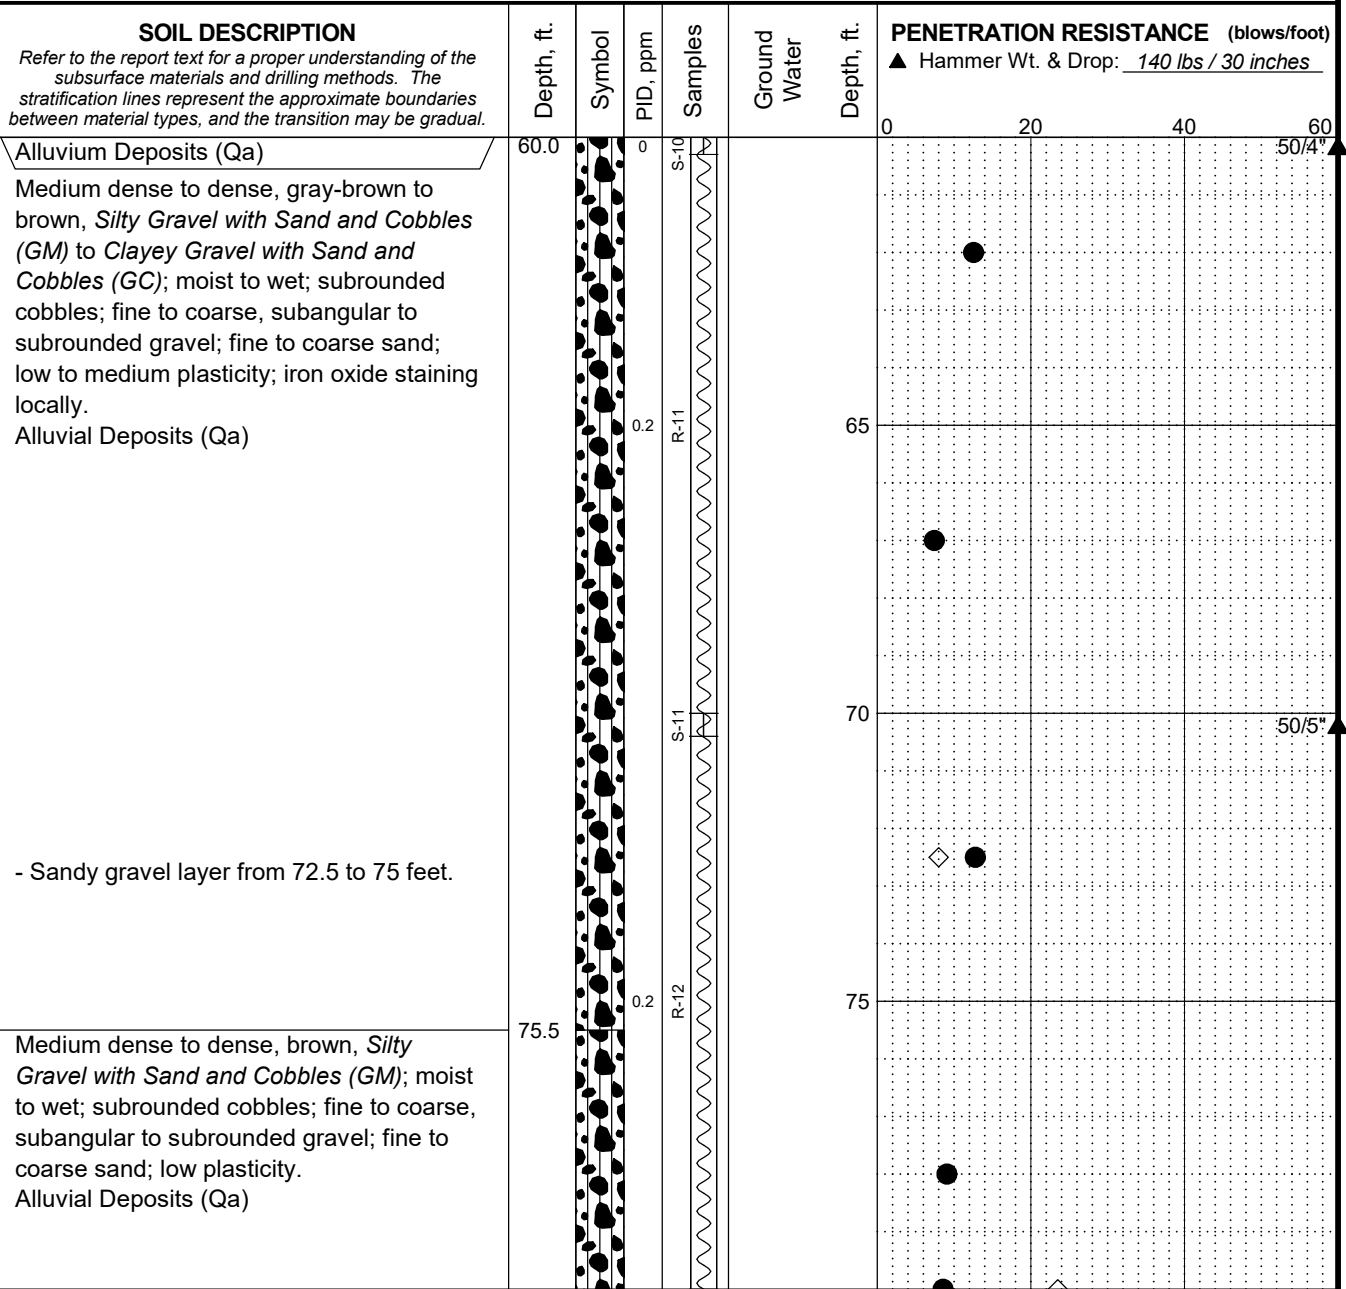 SOIL DESCRIPTION
Refer to the report text for a proper understanding of the
subsurface materials and drilling methods. The
stratification lines represent the approximate boundaries
between material types, and the transition may be gradual.
Depth, ft.
Symbol
PID, ppm
Samples
Ground
Water
Depth, ft.
PENETRATION RESISTANCE (blows/foot)
▲ Hammer Wt. & Drop: 140 lbs / 30 inches
0 20 40 60
Alluvium Deposits (Qa)
60.0
0
S-10
50/4"
Medium dense to dense, gray-brown to
brown, Silty Gravel with Sand and Cobbles
(GM) to Clayey Gravel with Sand and
Cobbles (GC); moist to wet; subrounded
cobbles; fine to coarse, subangular to
subrounded gravel; fine to coarse sand;
low to medium plasticity; iron oxide staining
locally.
Alluvial Deposits (Qa)
0.2
R-11
65
S-11
70
50/5"
- Sandy gravel layer from 72.5 to 75 feet.
0.2
R-12
75
75.5
Medium dense to dense, brown, Silty
Gravel with Sand and Cobbles (GM); moist
to wet; subrounded cobbles; fine to coarse,
subangular to subrounded gravel; fine to
coarse sand; low plasticity.
Alluvial Deposits (Qa)